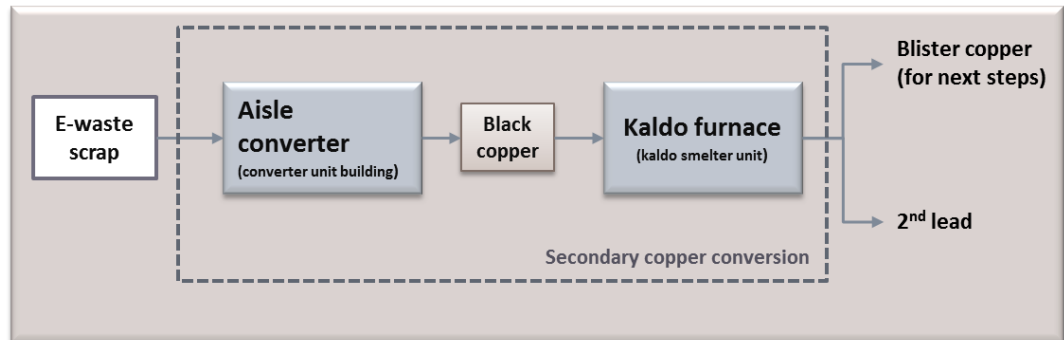 E-waste
scrap
Aisle
converter
(converter unit building)
Black
copper
Kaldo furnace
(kaldo smelter unit)
Blister copper
(for next steps)
2nd lead
Secondary copper conversion